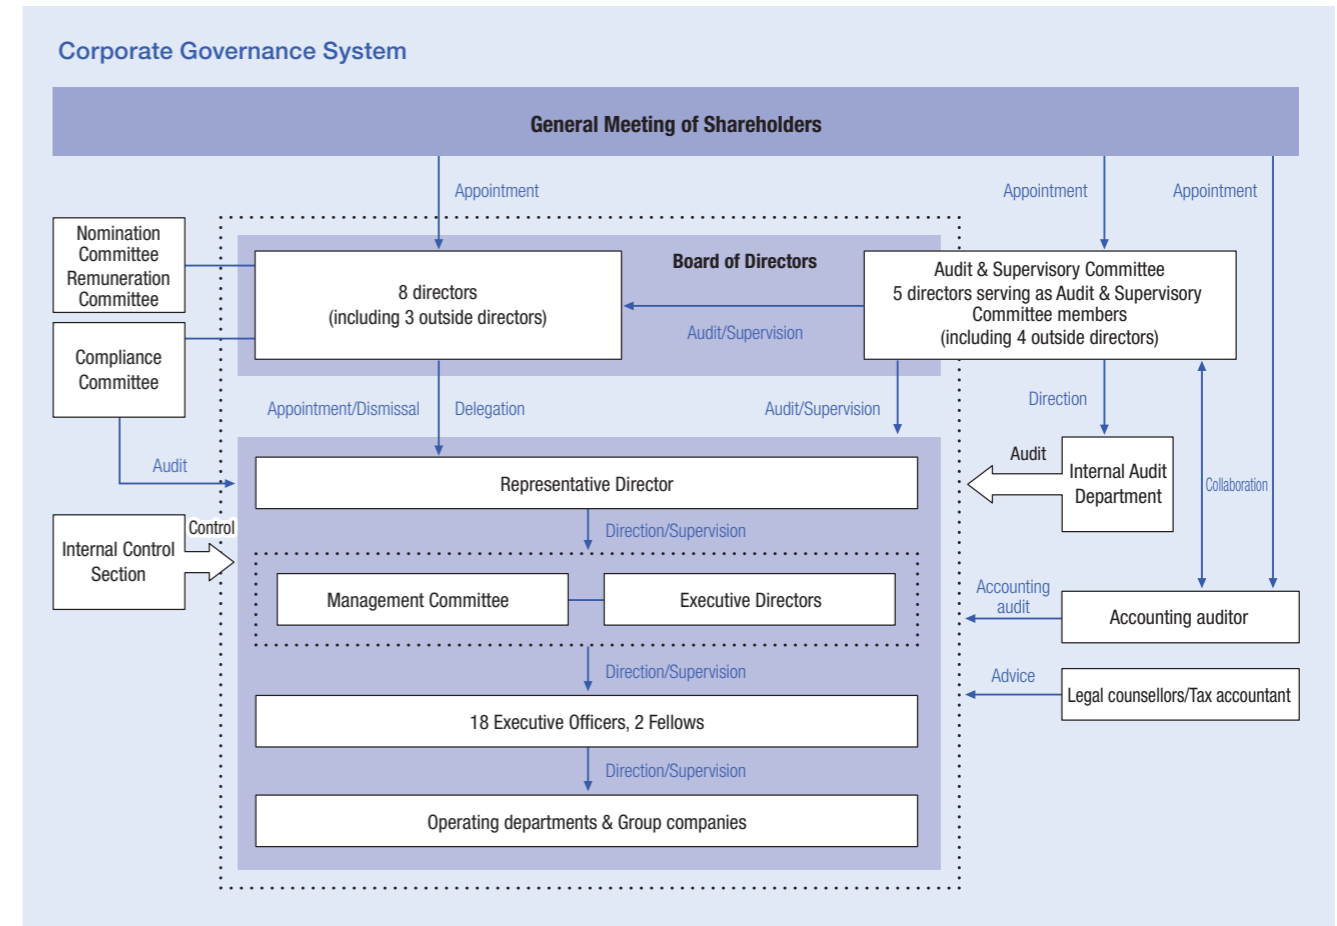 Corporate Governance System
General Meeting of Shareholders
Appointment
Appointment
Appointment
Nomination
Committee
Remuneration
Committee
Board of Directors
8 directors
(including 3 outside directors)
Audit & Supervisory Committee
5 directors serving as Audit & Supervisory
Committee members
(including 4 outside directors)
Audit/Supervision
Compliance
Committee
Appointment/Dismissal
Delegation
Audit/Supervision
Direction
Audit
Representative Director
Audit
Internal Audit
Department
Collaboration
Internal Control
Section
Control
Direction/Supervision
Management Committee
Executive Directors
Accounting
audit
Accounting auditor
Direction/Supervision
Advice
Legal counsellors/Tax accountant
18 Executive Officers, 2 Fellows
Direction/Supervision
Operating departments & Group companies